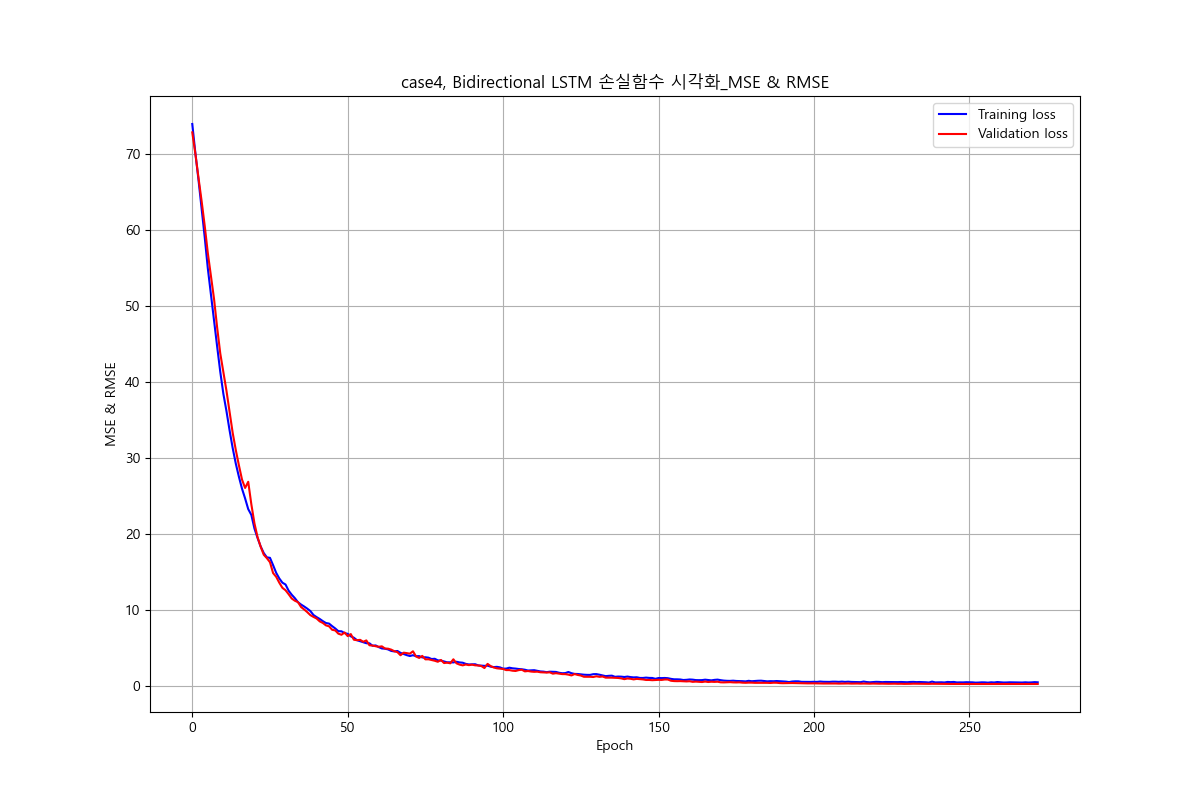 case4, Bidirectional LSTM 손실함수 시각화_MSE & RMSE
Training loss
Validation loss
MSE & RMSE
70
60
50
40
30
20
10
0
0 50 100 150 200 250
Epoch